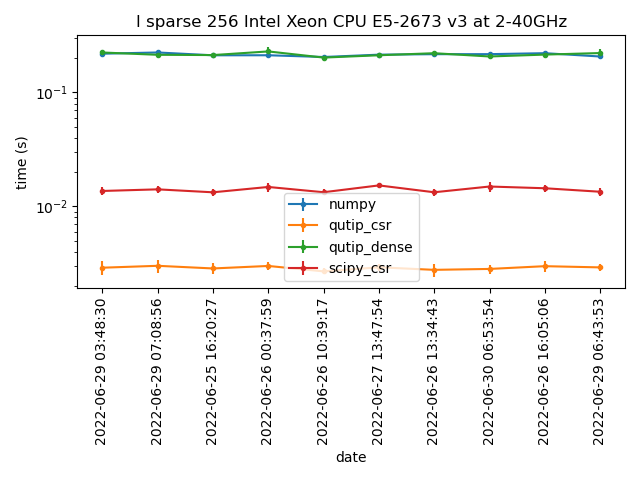 l sparse 256 Intel Xeon CPU E5-2673 v3 at 2-40GHz
time (s)
10⁻¹
10⁻²
numpy
qutip_csr
qutip_dense
scipy_csr
2022-06-29 03:48:30
2022-06-29 07:08:56
2022-06-25 16:20:27
2022-06-26 00:37:59
2022-06-26 10:39:17
2022-06-27 13:47:54
2022-06-26 13:34:43
2022-06-30 06:53:54
2022-06-26 16:05:06
2022-06-29 06:43:53
date